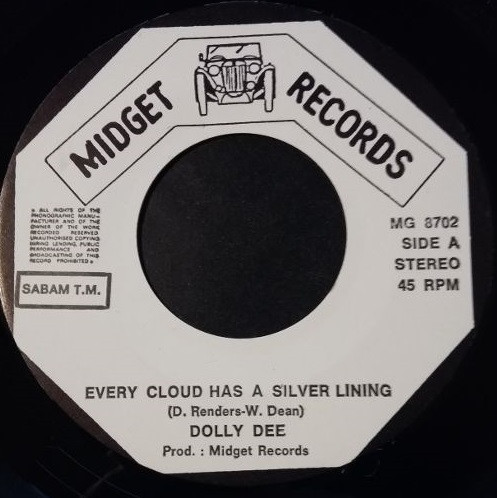 MIDGET RECORDS
« ALL RIGHTS OF THE
PHONOGRAPHIC MANU-
FACTURER AND OF THE
OWNER OF THE WORK
RECORDED RESERVED
UNAUTHORISED COPYING
HIRING LENDING, PUBLIC
PERFORMANCE AND
BROADCASTING OF THIS
RECORD PROHIBITED »
SABAM T.M.
MG 8702
SIDE A
STEREO
45 RPM
EVERY CLOUD HAS A SILVER LINING
(D. Renders-W. Dean)
DOLLY DEE
Prod. : Midget Records